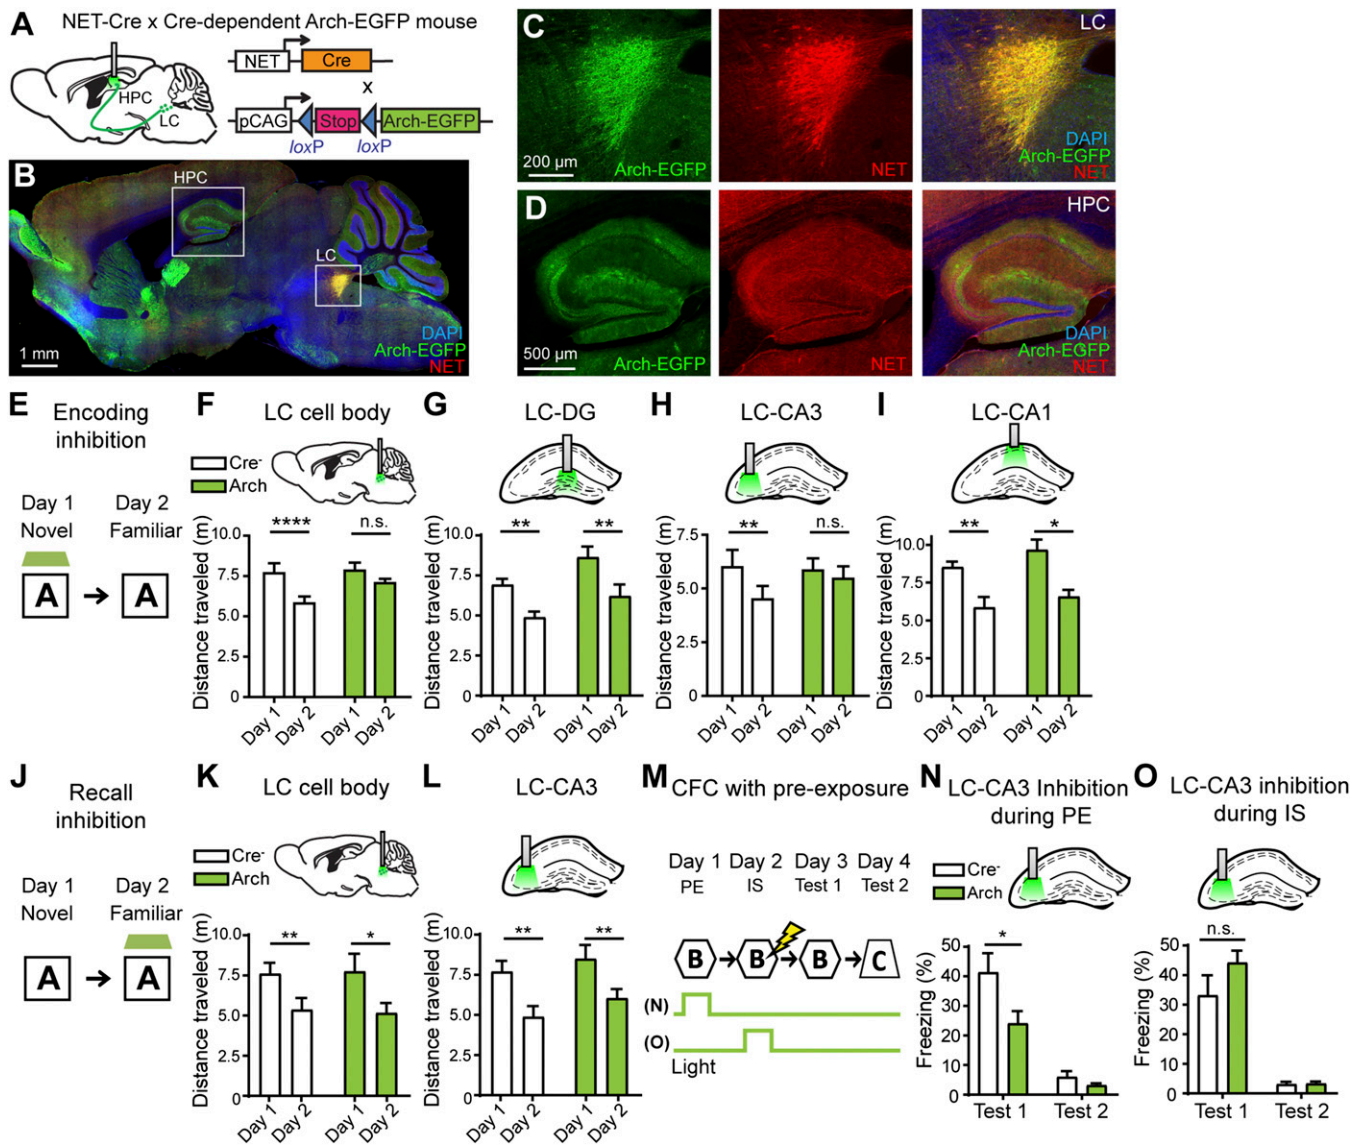 A NET-Cre x Cre-dependent Arch-EGFP mouse
HPC
LC
NET Cre
x
pCAG Stop Arch-EGFP
loxP loxP
B
HPC
LC
1 mm
DAPI
Arch-EGFP
NET
C
200 µm
Arch-EGFP
NET
LC
DAPI
Arch-EGFP
NET
D
500 µm
Arch-EGFP
NET
HPC
DAPI
Arch-EGFP
NET
E Encoding
inhibition
Day 1 Day 2
Novel Familiar
A A
F LC cell body
Cre-
Arch
Distance traveled (m)
10.0
7.5
5.0
2.5
0
**** n.s.
Day 1 Day 2 Day 1 Day 2
G LC-DG
Distance traveled (m)
10.0
7.5
5.0
2.5
0
** **
Day 1 Day 2 Day 1 Day 2
H LC-CA3
Distance traveled (m)
7.5
5.0
2.5
0
** n.s.
Day 1 Day 2 Day 1 Day 2
I LC-CA1
Distance traveled (m)
10.0
7.5
5.0
2.5
0
** *
Day 1 Day 2 Day 1 Day 2
J Recall
inhibition
Day 1 Day 2
Novel Familiar
A A
K LC cell body
Cre-
Arch
Distance traveled (m)
10.0
7.5
5.0
2.5
0
** *
Day 1 Day 2 Day 1 Day 2
L LC-CA3
Distance traveled (m)
10.0
7.5
5.0
2.5
0
** **
Day 1 Day 2 Day 1 Day 2
M CFC with pre-exposure
Day 1 Day 2 Day 3 Day 4
PE IS Test 1 Test 2
B B B C
(N)
(O)
Light
N LC-CA3 Inhibition
during PE
Cre-
Arch
Freezing (%)
50
40
30
20
10
0
*
Test 1 Test 2
O LC-CA3 inhibition
during IS
Freezing (%)
50
40
30
20
10
0
n.s.
Test 1 Test 2